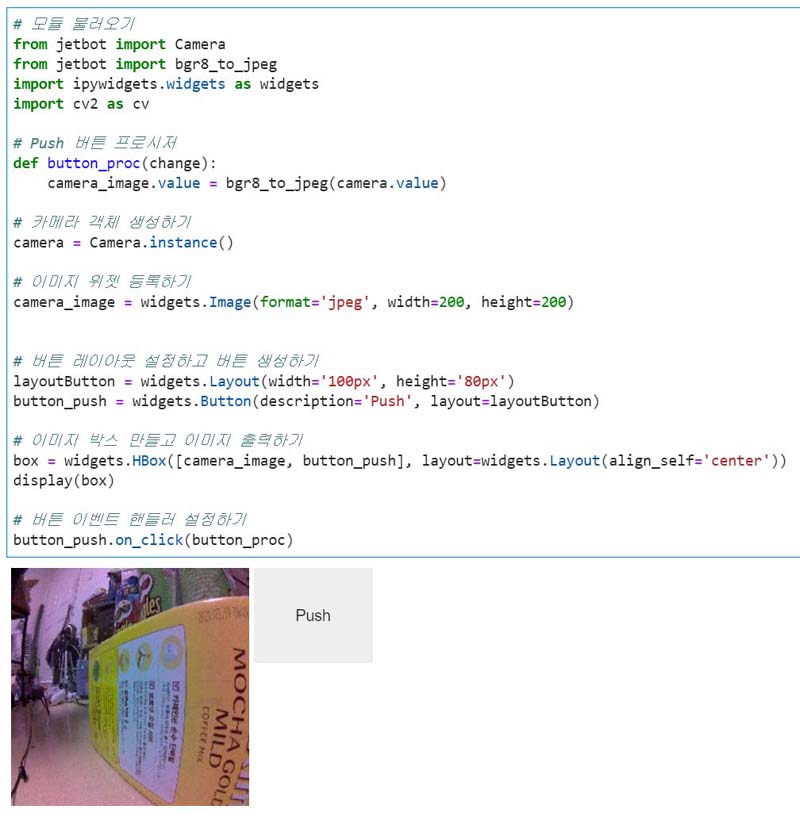 # 모듈 불러오기
from jetbot import Camera
from jetbot import bgr8_to_jpeg
import ipywidgets.widgets as widgets
import cv2 as cv
# Push 버튼 프로시저
def button_proc(change):
    camera_image.value = bgr8_to_jpeg(camera.value)
# 카메라 객체 생성하기
camera = Camera.instance()
# 이미지 위젯 등록하기
camera_image = widgets.Image(format='jpeg', width=200, height=200)
# 버튼 레이아웃 설정하고 버튼 생성하기
layoutButton = widgets.Layout(width='100px', height='80px')
button_push = widgets.Button(description='Push', layout=layoutButton)
# 이미지 박스 만들고 이미지 출력하기
box = widgets.HBox([camera_image, button_push], layout=widgets.Layout(align_self='center'))
display(box)
# 버튼 이벤트 핸들러 설정하기
button_push.on_click(button_proc)
Push
MOCHA GOLD
MILD
COFFEE MIX